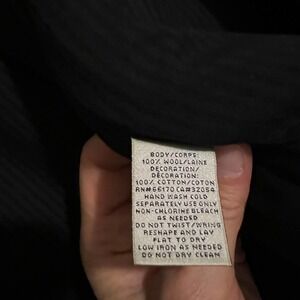 BODY/CORPS:
100% WOOL/LAINE
DECORATION/
DÉCORATION:
100% COTTON/COTON
RN#66170 CA#32054
HAND WASH COLD
SEPARATELY USE ONLY
NON-CHLORINE BLEACH
AS NEEDED
DO NOT TWIST/WRING
RESHAPE AND LAY
FLAT TO DRY
LOW IRON AS NEEDED
DO NOT DRY CLEAN